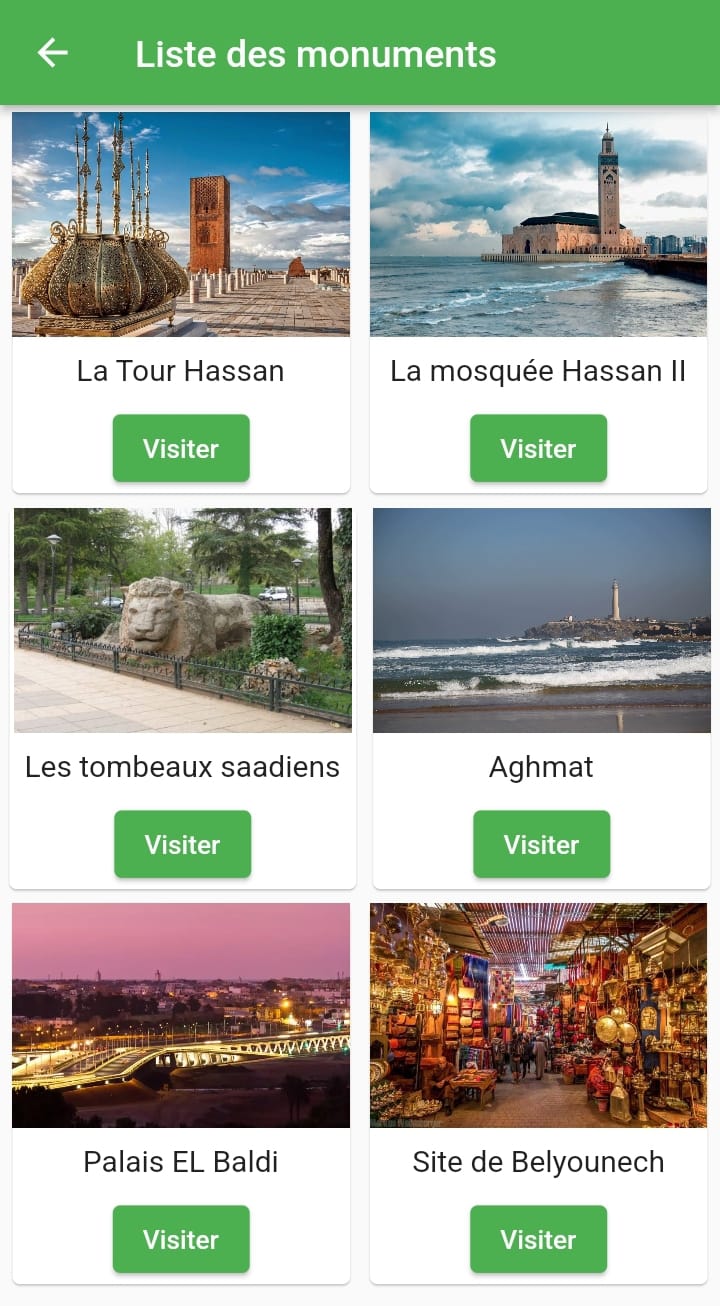 Liste des monuments
La Tour Hassan
La mosquée Hassan II
Visiter
Visiter
Les tombeaux saadiens
Aghmat
Visiter
Visiter
Palais EL Baldi
Site de Belyounech
Visiter
Visiter